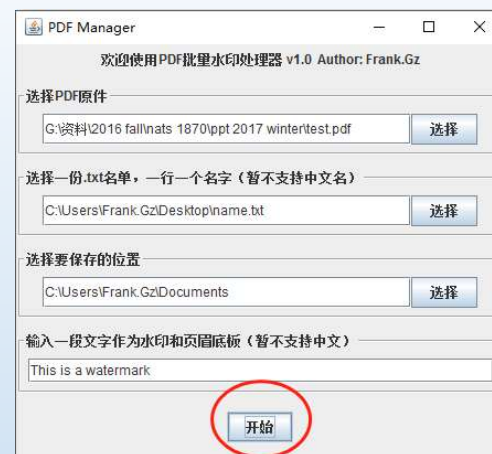 PDF Manager
欢迎使用PDF批量水印处理器 v1.0 Author: Frank.Gz
选择PDF原件
G:\资料\2016 fall\nats 1870\ppt 2017 winter\test.pdf
选择
选择一份.txt名单，一行一个名字（暂不支持中文名）
C:\Users\Frank.Gz\Desktop\name.txt
选择
选择要保存的位置
C:\Users\Frank.Gz\Documents
选择
输入一段文字作为水印和页眉底板（暂不支持中文）
This is a watermark
开始